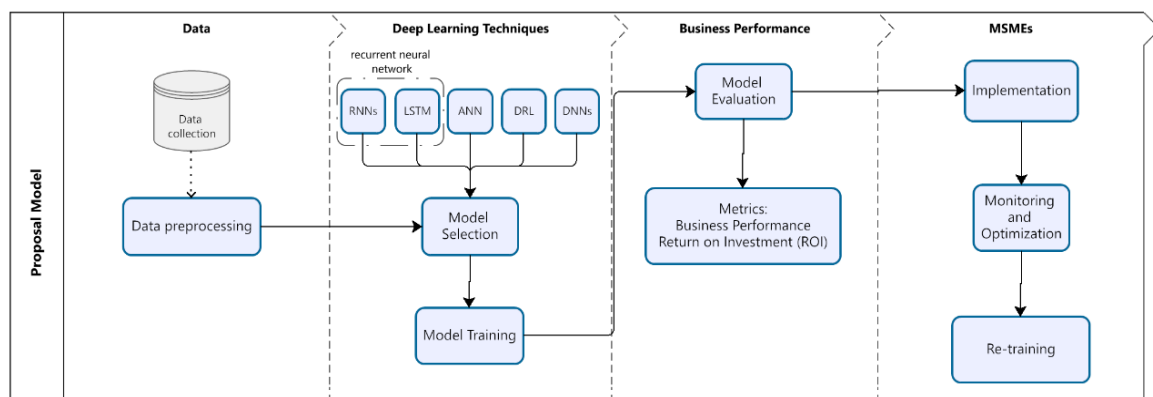 Data
Deep Learning Techniques
Business Performance
MSMEs
Proposal Model
Data
collection
Data preprocessing
recurrent neural
network
RNNs
LSTM
ANN
DRL
DNNs
Model
Selection
Model Training
Model
Evaluation
Metrics:
Business Performance
Return on Investment (ROI)
Implementation
Monitoring
and
Optimization
Re-training